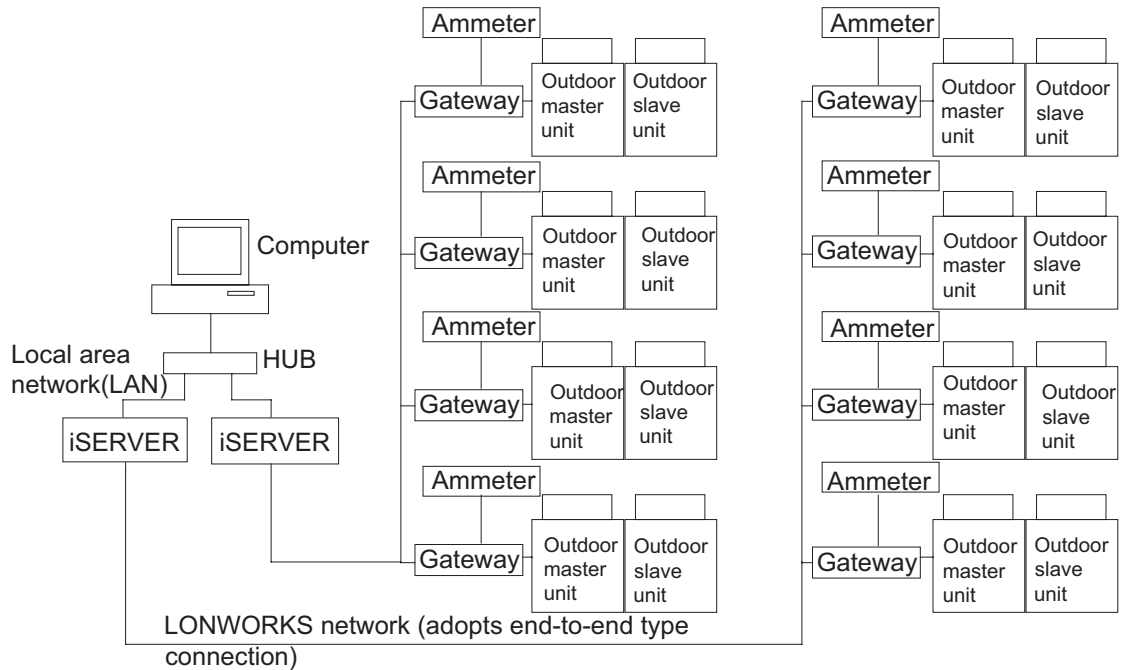 Ammeter
Gateway
Outdoor
master
unit
Outdoor
slave
unit
Ammeter
Gateway
Outdoor
master
unit
Outdoor
slave
unit
Ammeter
Gateway
Outdoor
master
unit
Outdoor
slave
unit
Ammeter
Gateway
Outdoor
master
unit
Outdoor
slave
unit
Computer
Local area
network(LAN)
HUB
iSERVER
iSERVER
Ammeter
Gateway
Outdoor
master
unit
Outdoor
slave
unit
Ammeter
Gateway
Outdoor
master
unit
Outdoor
slave
unit
Ammeter
Gateway
Outdoor
master
unit
Outdoor
slave
unit
Ammeter
Gateway
Outdoor
master
unit
Outdoor
slave
unit
LONWORKS network (adopts end-to-end type
connection)